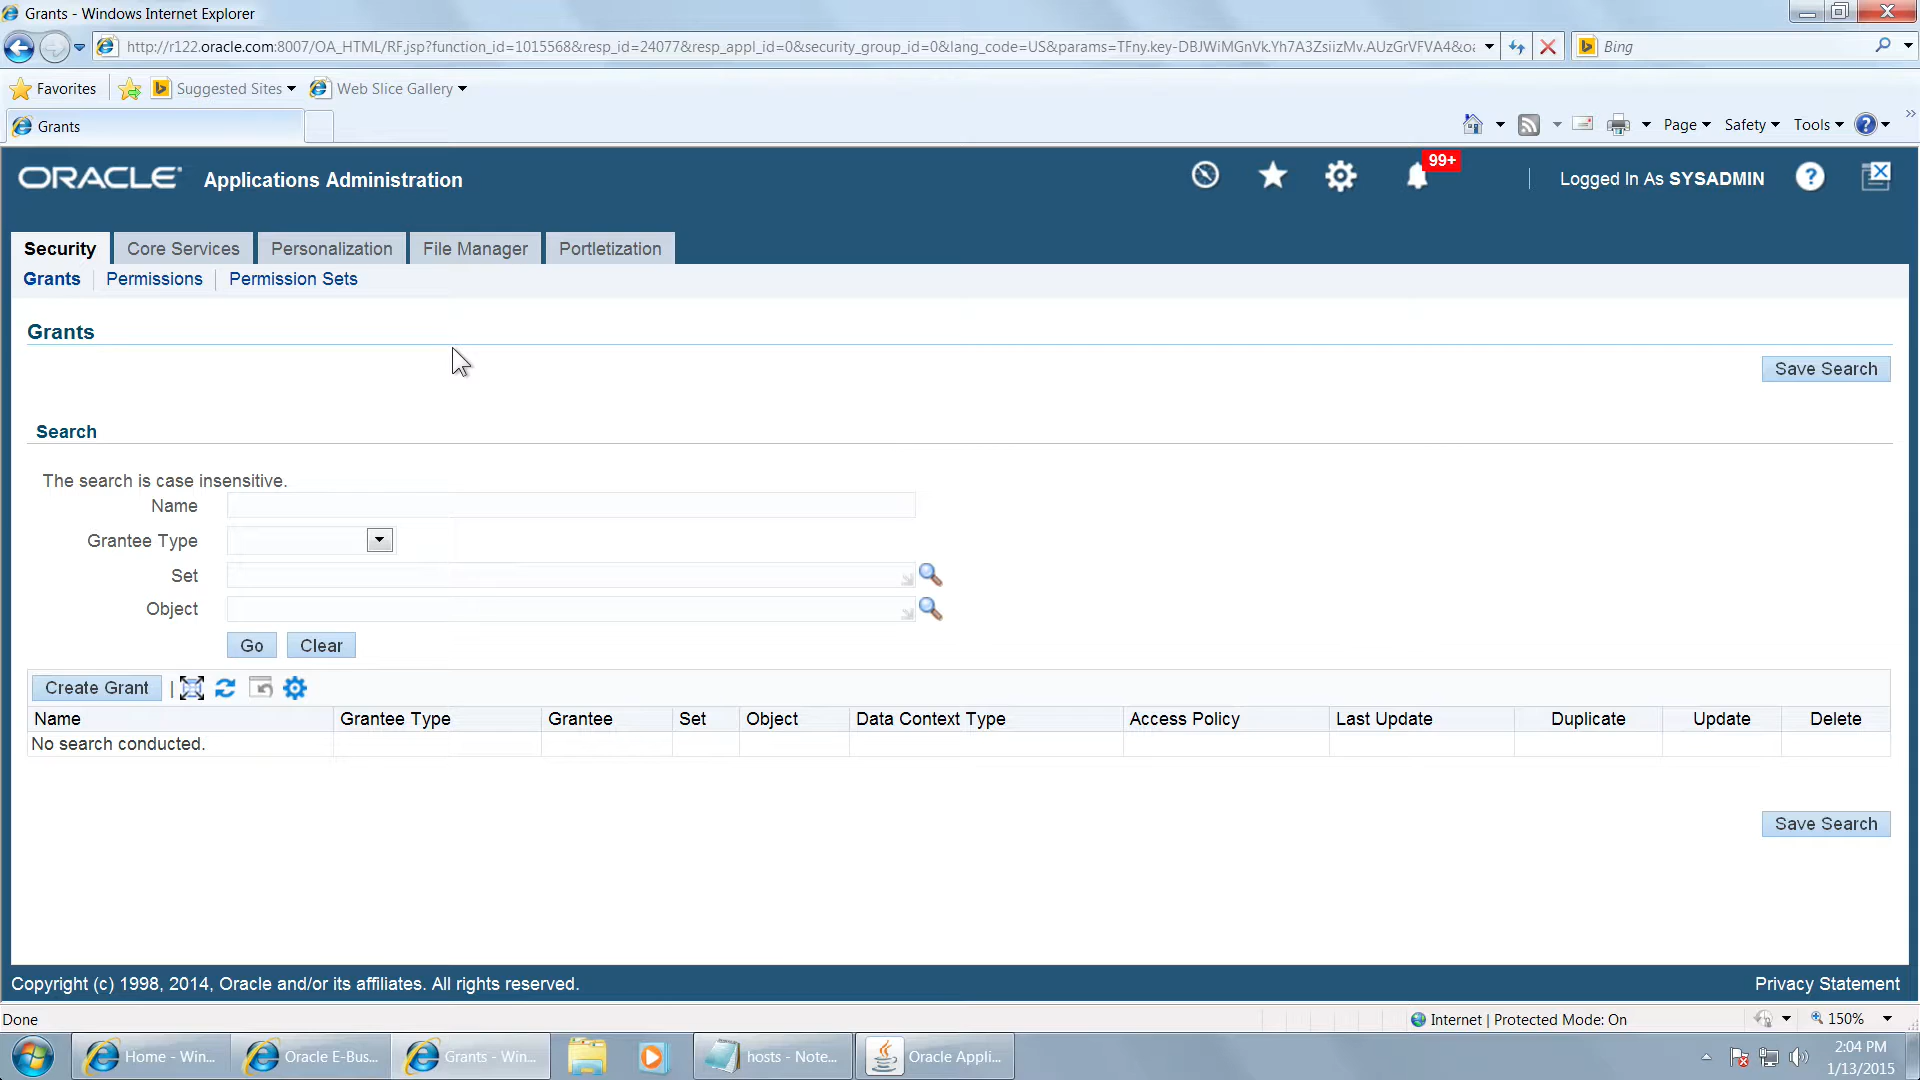 Grants - Windows Internet Explorer
http://r122.oracle.com:8007/OA_HTML/RF.jsp?function_id=1015568&resp_id=24077&resp_appl_id=0&security_group_id=0&lang_code=US&params=TFny.key-DBJWiMGnVk.Yh7A3ZsiizMv.AUzGrVFVA4&oa
Bing
Favorites
Suggested Sites
Web Slice Gallery
Grants
Page
Safety
Tools
ORACLE
Applications Administration
99+
Logged In As SYSADMIN
Security
Core Services
Personalization
File Manager
Portletization
Grants
Permissions
Permission Sets
Grants
Save Search
Search
The search is case insensitive.
Name
Grantee Type
Set
Object
Go
Clear
Create Grant
Name
Grantee Type
Grantee
Set
Object
Data Context Type
Access Policy
Last Update
Duplicate
Update
Delete
No search conducted.
Save Search
Copyright (c) 1998, 2014, Oracle and/or its affiliates. All rights reserved.
Privacy Statement
Done
Internet | Protected Mode: On
150%
Home - Win...
Oracle E-Bus...
Grants - Win...
hosts - Note...
Oracle Appli...
2:04 PM
1/13/2015